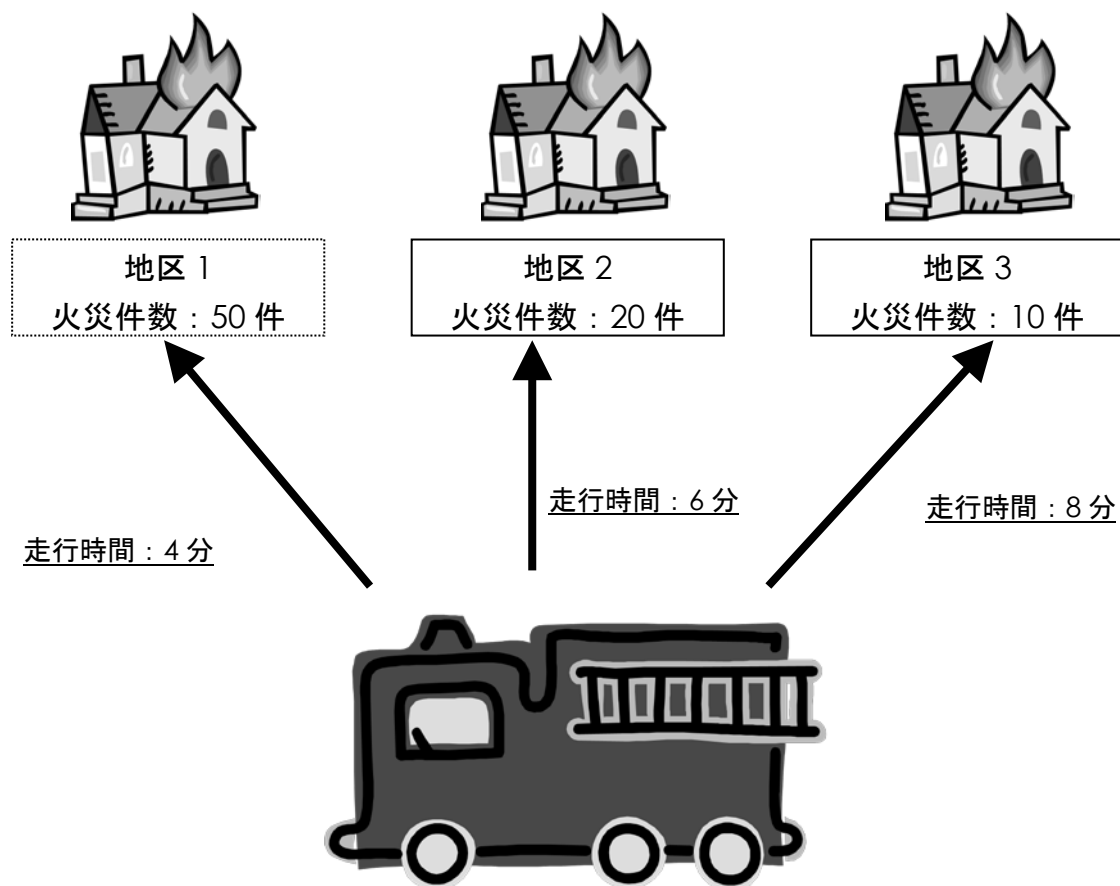 地区 1
火災件数：50 件
地区 2
火災件数：20 件
地区 3
火災件数：10 件
走行時間：4 分
走行時間：6 分
走行時間：8 分